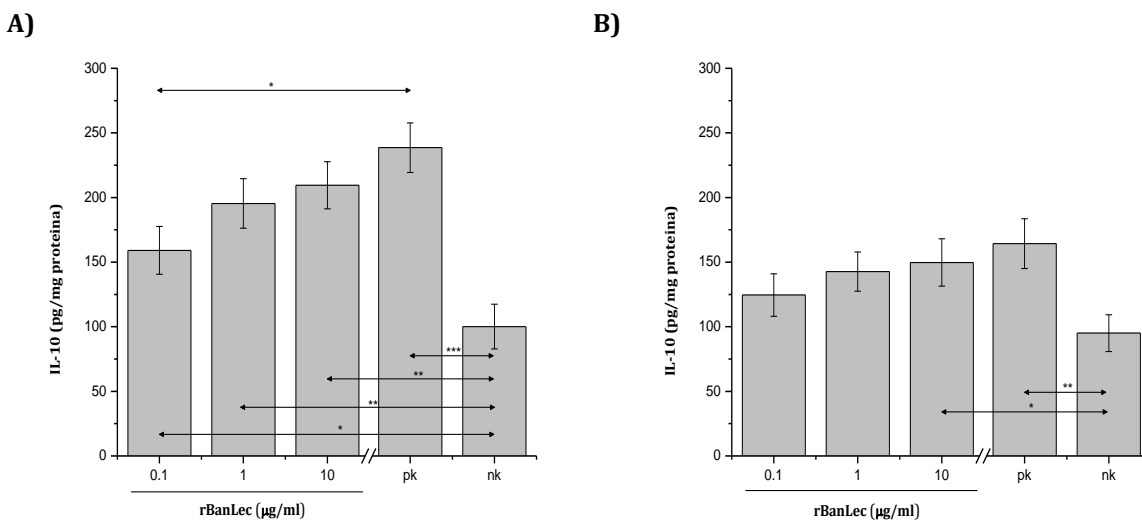 A)
300
250
200
150
100
50
0
IL-10 (pg/mg proteina)
*
***
**
**
*
0.1 1 10 pk nk
rBanLec (µg/ml)
B)
300
250
200
150
100
50
0
IL-10 (pg/mg proteina)
**
*
0.1 1 10 pk nk
rBanLec (µg/ml)